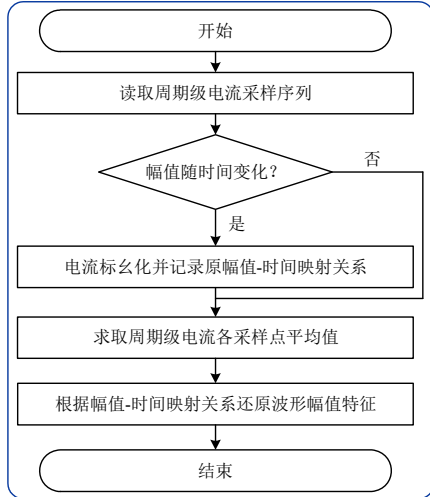 开始
读取周期级电流采样序列
幅值随时间变化？
否
是
电流标幺化并记录原幅值-时间映射关系
求取周期级电流各采样点平均值
根据幅值-时间映射关系还原波形幅值特征
结束